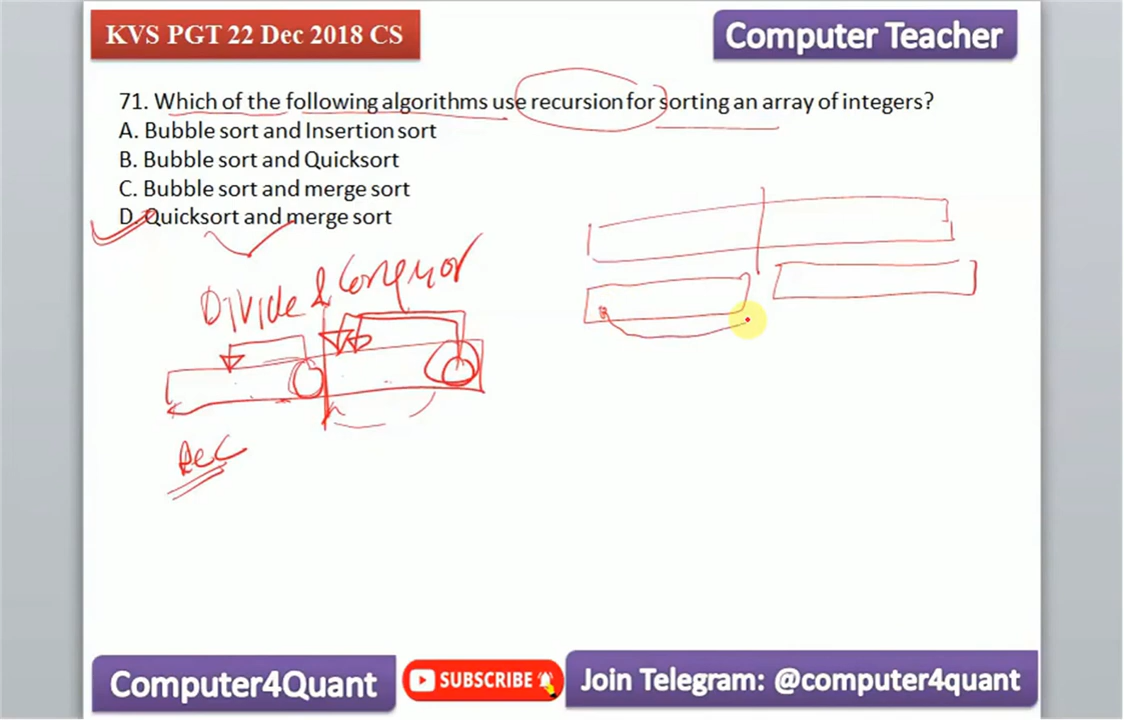 KVS PGT 22 Dec 2018 CS
Computer Teacher
71. Which of the following algorithms use recursion for sorting an array of integers?
A. Bubble sort and Insertion sort
B. Bubble sort and Quicksort
C. Bubble sort and merge sort
D. Quicksort and merge sort
Divide & Conquor
Rec
Computer4Quant
SUBSCRIBE
Join Telegram: @computer4quant